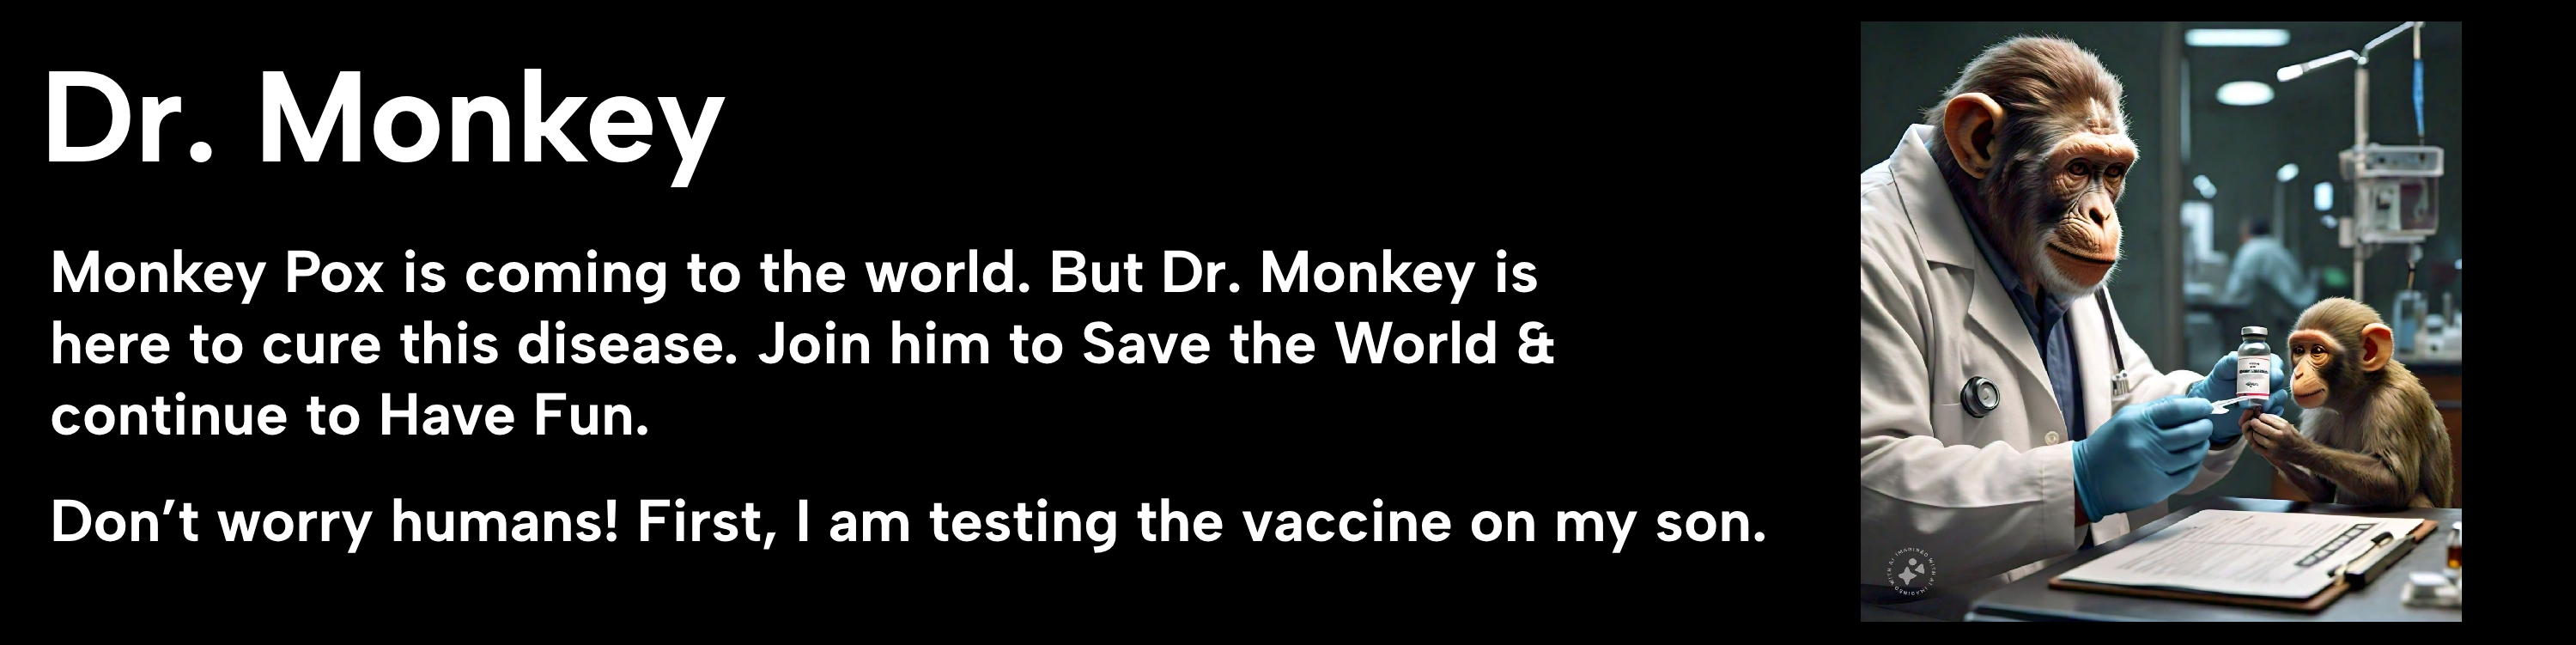 Dr. Monkey
Monkey Pox is coming to the world. But Dr. Monkey is
here to cure this disease. Join him to Save the World &
continue to Have Fun.
Don’t worry humans! First, I am testing the vaccine on my son.